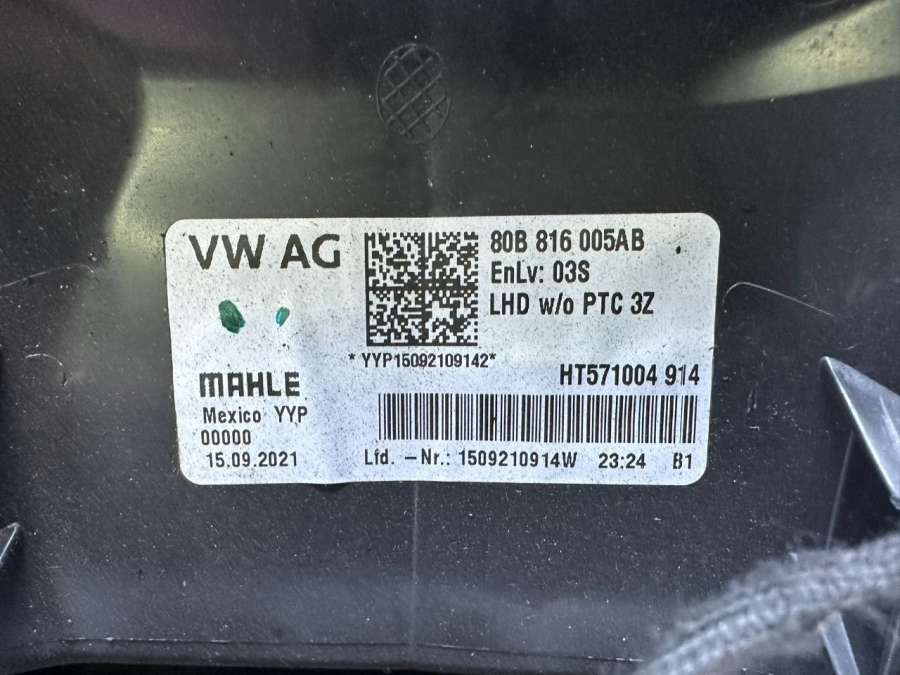 VW AG
80B 816 005AB
EnLv: 03S
LHD w/o PTC 3Z
* YYP15092109142*
HT571004 914
MAHLE
Mexico YYP
00000
15.09.2021
Lfd. -Nr.: 1509210914W 23:24 B1